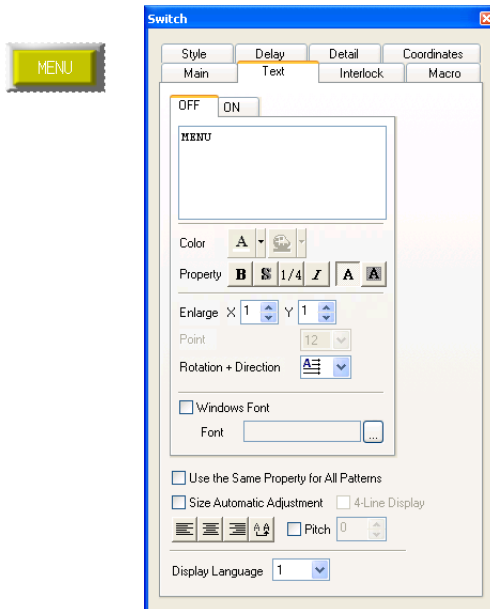 Switch
MENU
Style Delay Detail Coordinates
Main Text Interlock Macro
OFF ON
MENU
Color A
Property B S 1/4 I A A
Enlarge X 1 Y 1
Point 12
Rotation + Direction A
Windows Font
Font ...
Use the Same Property for All Patterns
Size Automatic Adjustment 4-Line Display
Pitch 0
Display Language 1